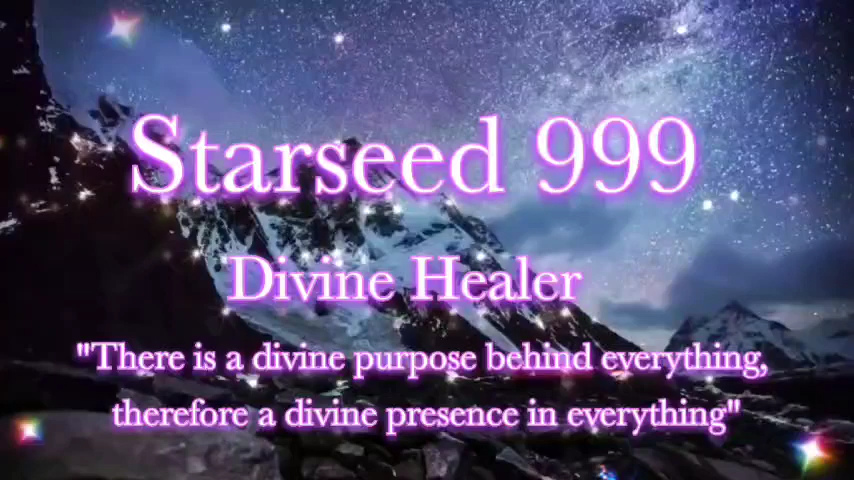 Starseed 999
Divine Healer
"There is a divine purpose behind everything,
therefore a divine presence in everything"